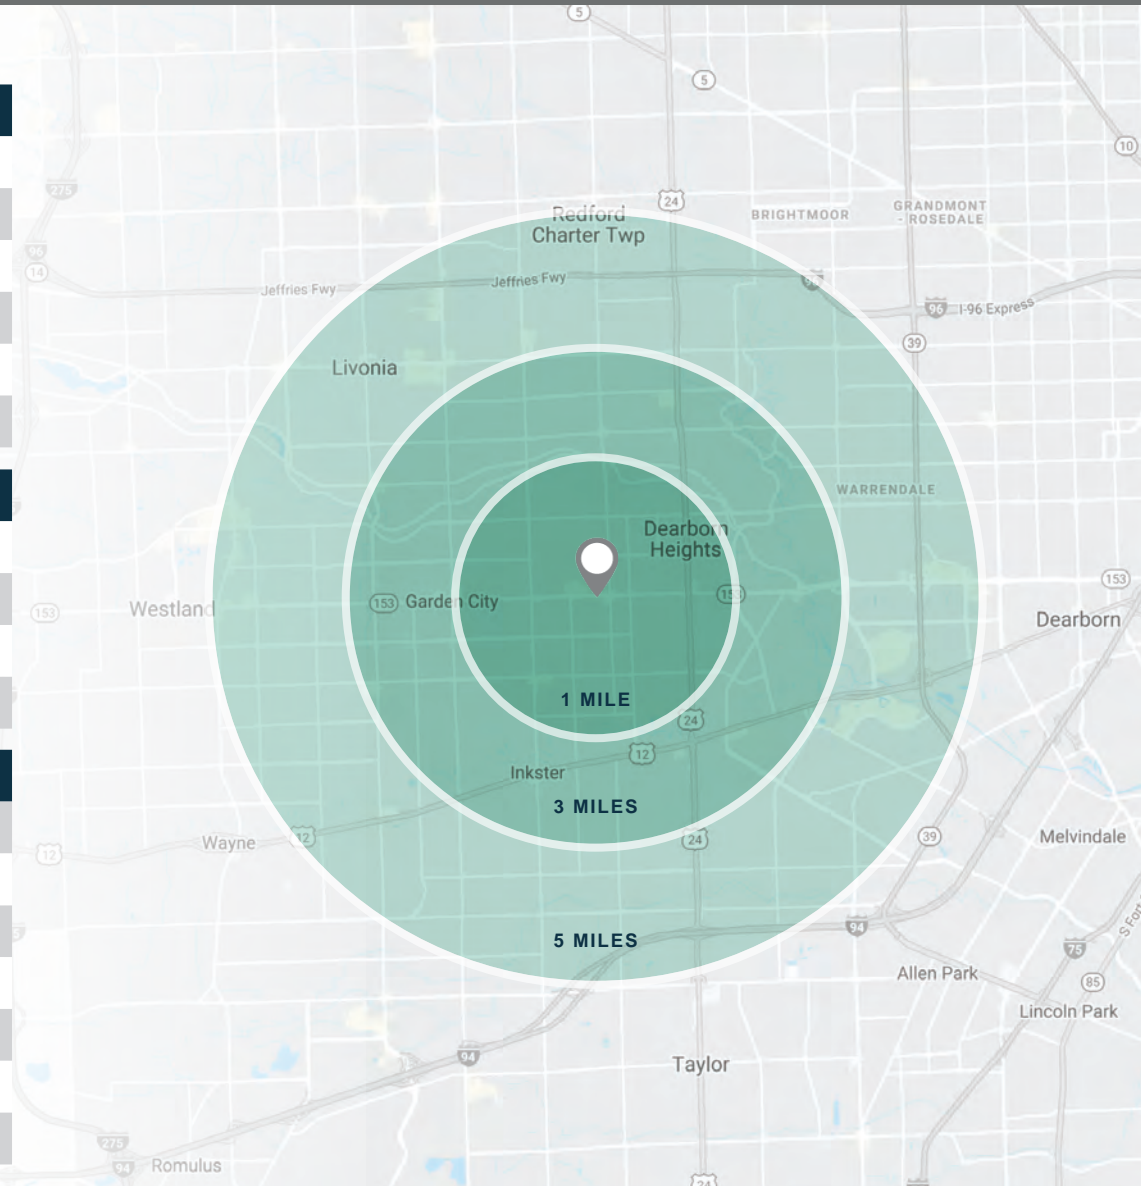 5
5
10
275
24
Redford
Charter Twp
BRIGHTMOOR
GRANDMONT
- ROSEDALE
96
14
Jeffries Fwy
Jeffries Fwy
96
I-96 Express
39
Livonia
WARRENDALE
Dearborn
Heights
153
Westland
153
Garden City
153
153
Dearborn
1 MILE
24
12
Inkster
3 MILES
12
Wayne
12
24
39
Melvindale
5 MILES
94
75
Allen Park
85
Lincoln Park
94
Taylor
275
94
Romulus
24